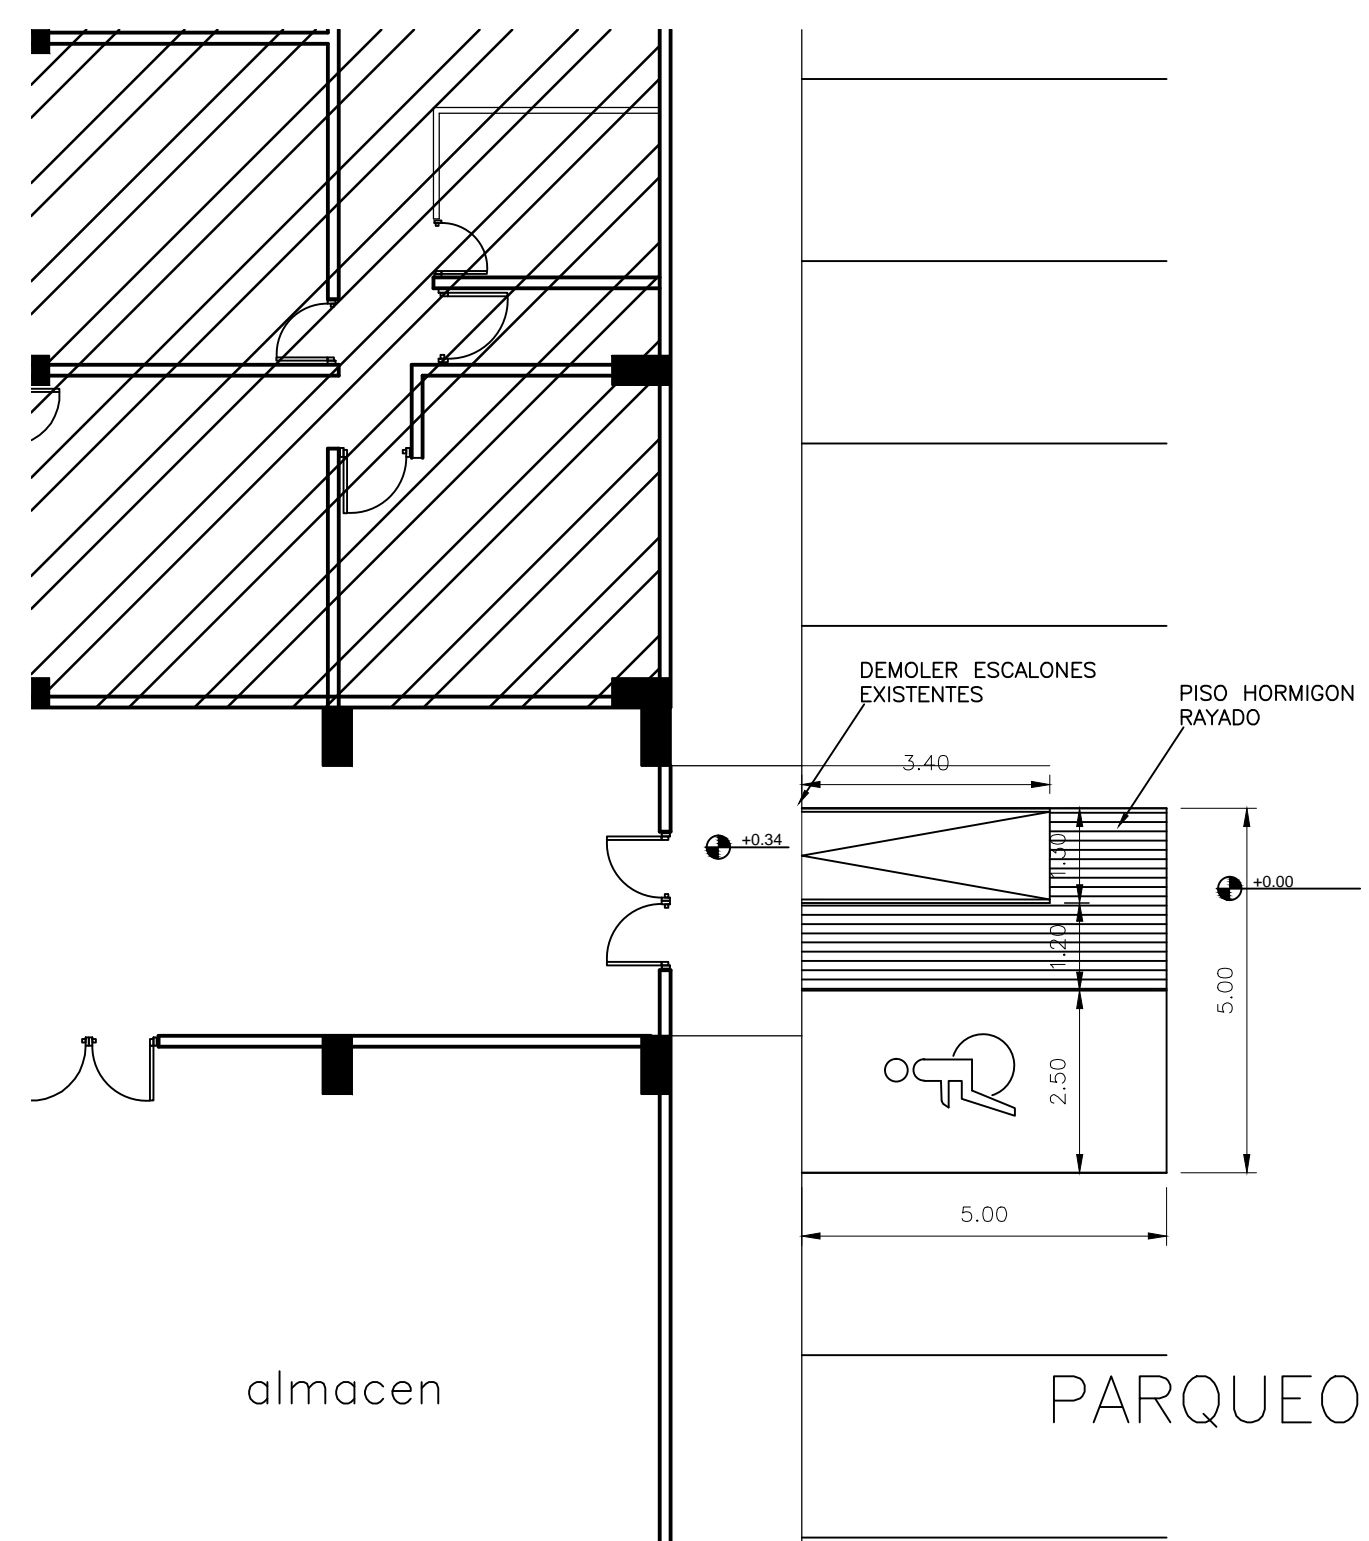 DEMOLER ESCALONES
EXISTENTES
PISO HORMIGON
RAYADO
3.40
+0.34
1.30
+0.00
1.20
5.00
2.50
5.00
almacen
PARQUEO